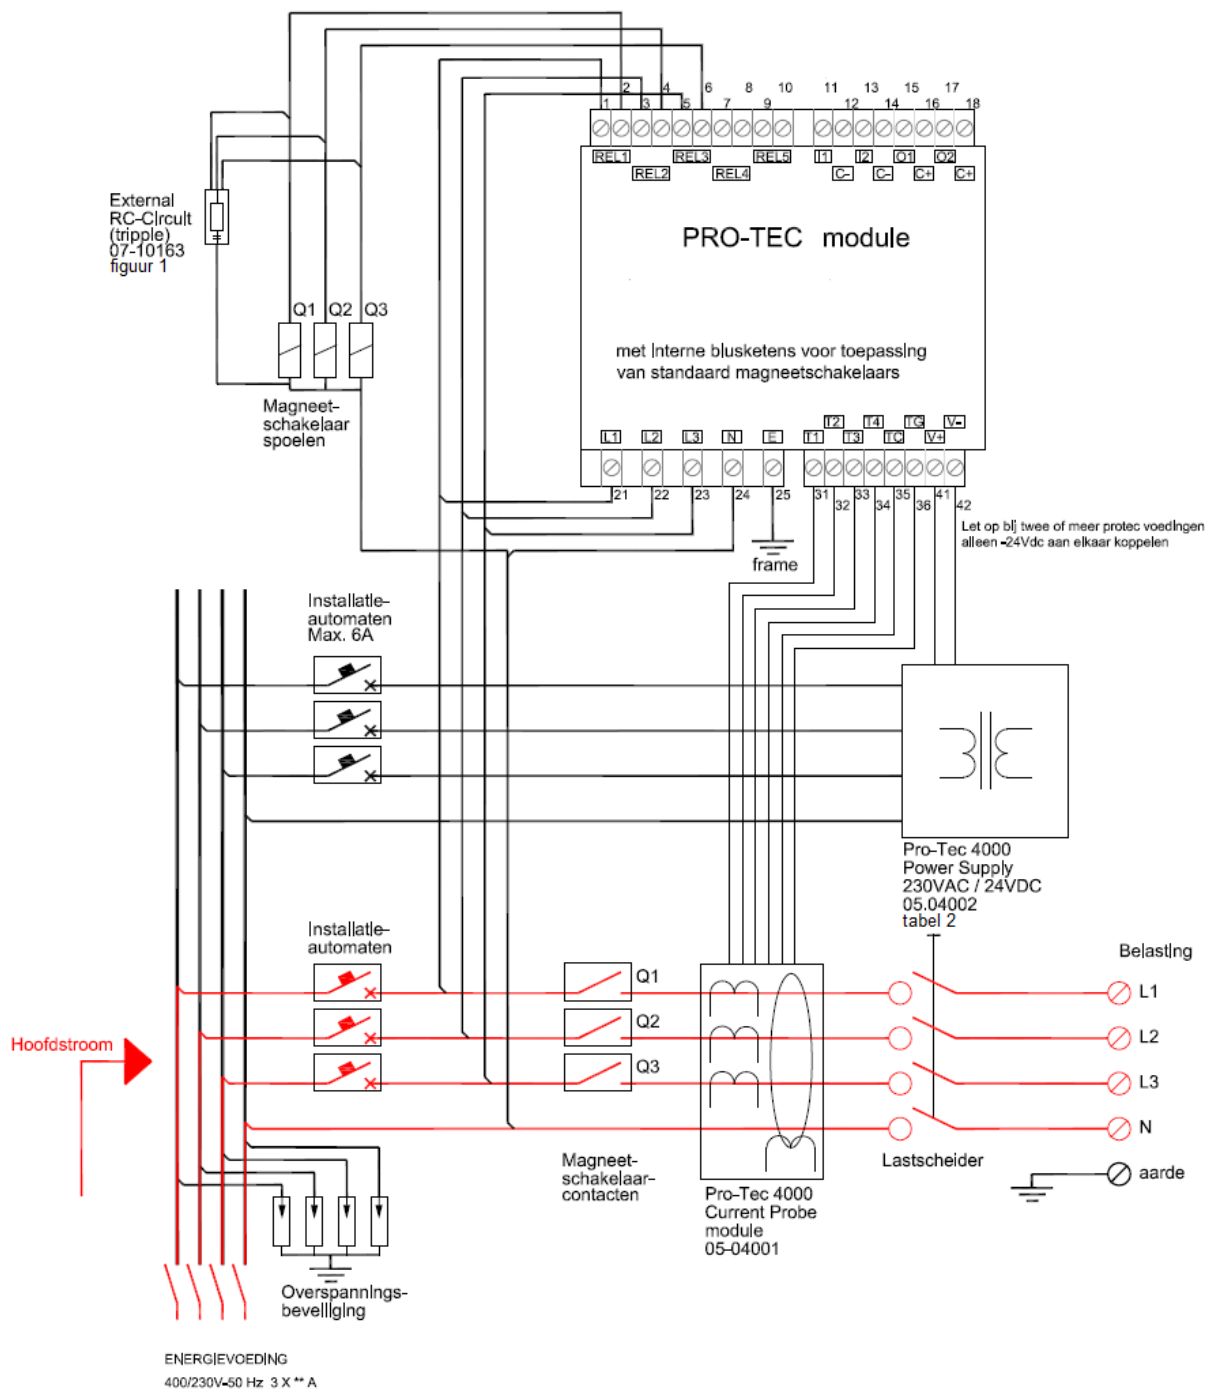 1 2 3 4 5 6 7 8 9 10 11 12 13 14 15 16 17 18
REL1 REL3 REL5 I1 I2 O1 O2
REL2 REL4 C- C- C+ C+
External
RC-Circuit
(tripple)
07-10163
figuur 1
PRO-TEC module
Q1 Q2 Q3
met interne blusketens voor toepassing
van standaard magneetschakelaars
Magneet-
schakelaar
spoelen
T2 T4 TG V-
L1 L2 L3 N E T1 T3 TC V+
21 22 23 24 25 31 32 33 34 35 36 41 42
Let op bij twee of meer protec voedingen
alleen -24Vdc aan elkaar koppelen
frame
Installatie-
automaten
Max. 6A
Pro-Tec 4000
Power Supply
230VAC / 24VDC
05.04002
tabel 2
Installatie-
automaten
Belasting
Q1
L1
Q2
L2
Hoofdstroom
Q3
L3
N
Magneet-
schakelaar-
contacten
Lastscheider
aarde
Pro-Tec 4000
Current Probe
module
05-04001
Overspannings-
beveiliging
ENERGIEVOEDING
400/230V-50 Hz 3 X ** A